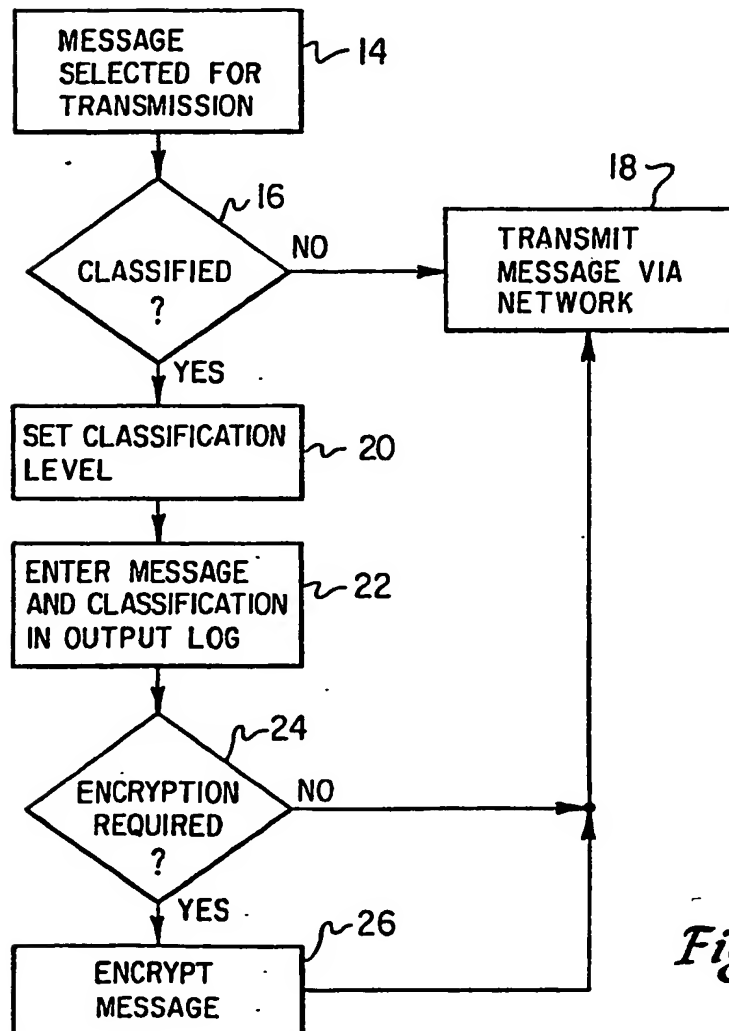 MESSAGE
SELECTED FOR
TRANSMISSION
14
16
CLASSIFIED
?
NO
18
TRANSMIT
MESSAGE VIA
NETWORK
YES
SET CLASSIFICATION
LEVEL
20
ENTER MESSAGE
AND CLASSIFICATION
IN OUTPUT LOG
22
24
ENCRYPTION
REQUIRED
?
NO
YES
26
ENCRYPT
MESSAGE